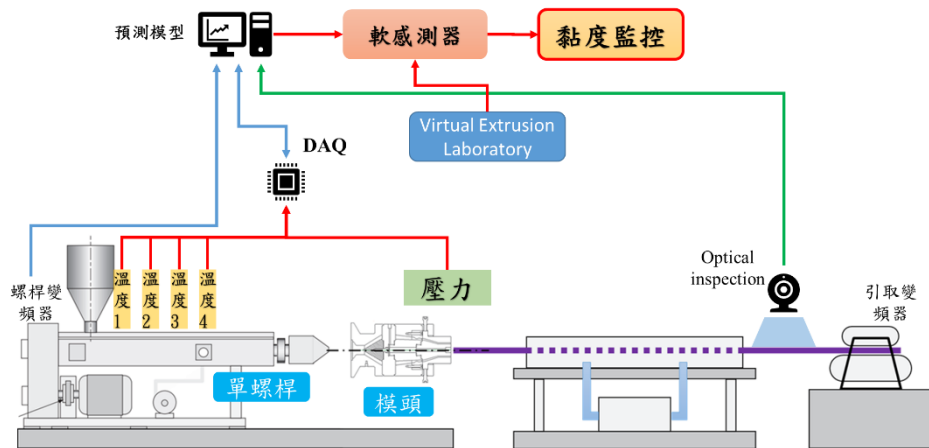 預測模型
軟感測器
黏度監控
Virtual Extrusion
Laboratory
DAQ
Optical
inspection
螺桿變
頻器
溫度1
溫度2
溫度3
溫度4
壓力
引取變
頻器
單螺桿
模頭